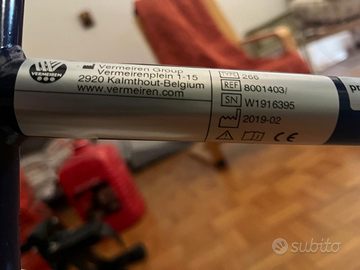 VERMEIREN
Vermeiren Group
Vermeirenplein 1-15
2920 Kalmthout-Belgium
www.vermeiren.com
TYPE 266
REF 8001403/
SN W1916395
2019-02
CE
subito